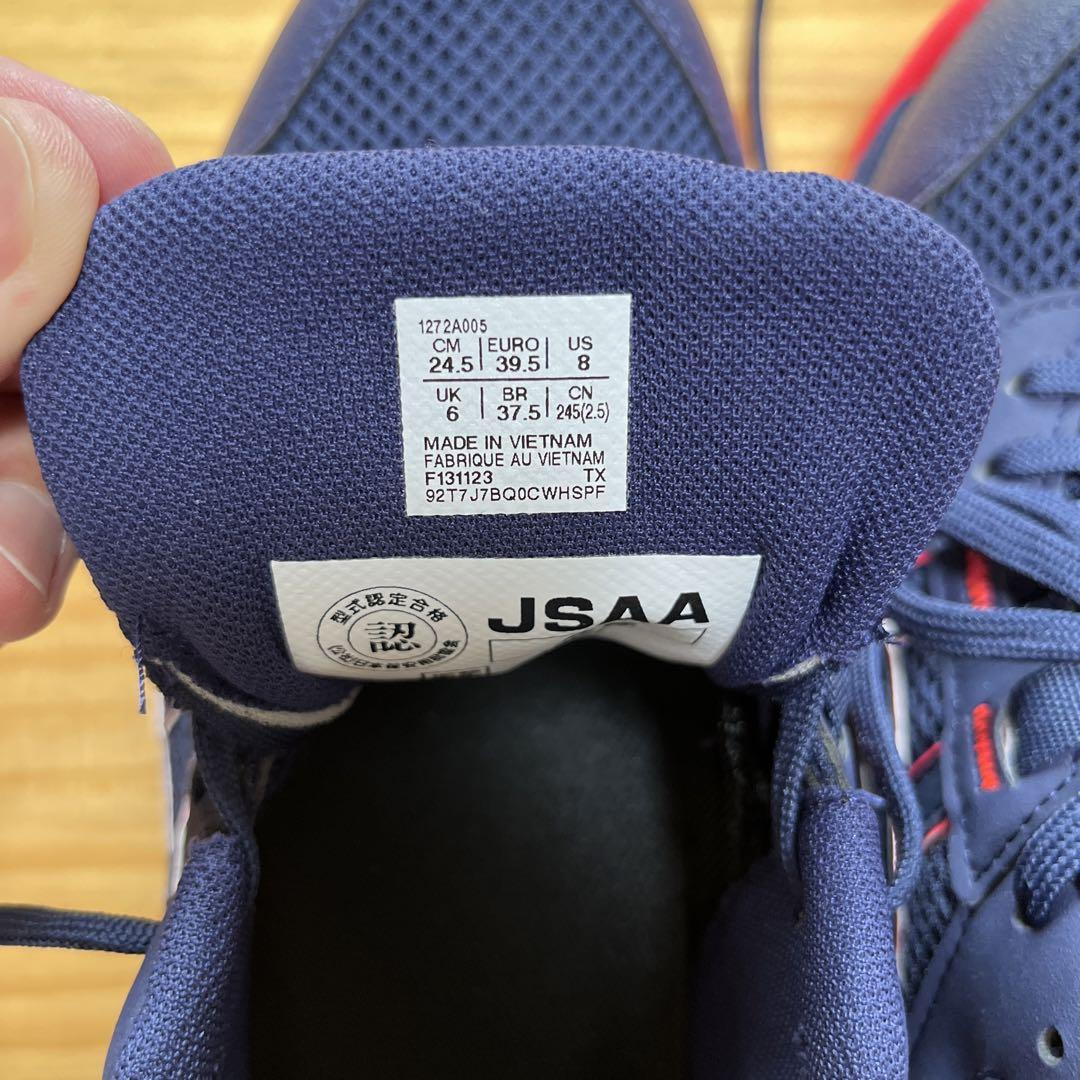 1272A005
CM EURO US
24.5 39.5 8
UK BR CN
6 37.5 245(2.5)
MADE IN VIETNAM
FABRIQUE AU VIETNAM
F131123 TX
92T7J7BQ0CWHSPF
型式認定合格
認
JSAA